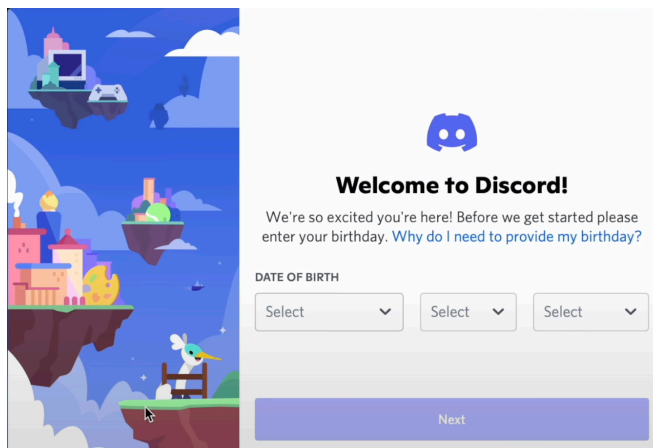 Welcome to Discord!
We're so excited you're here! Before we get started please
enter your birthday. Why do I need to provide my birthday?
DATE OF BIRTH
Select Select Select
Next